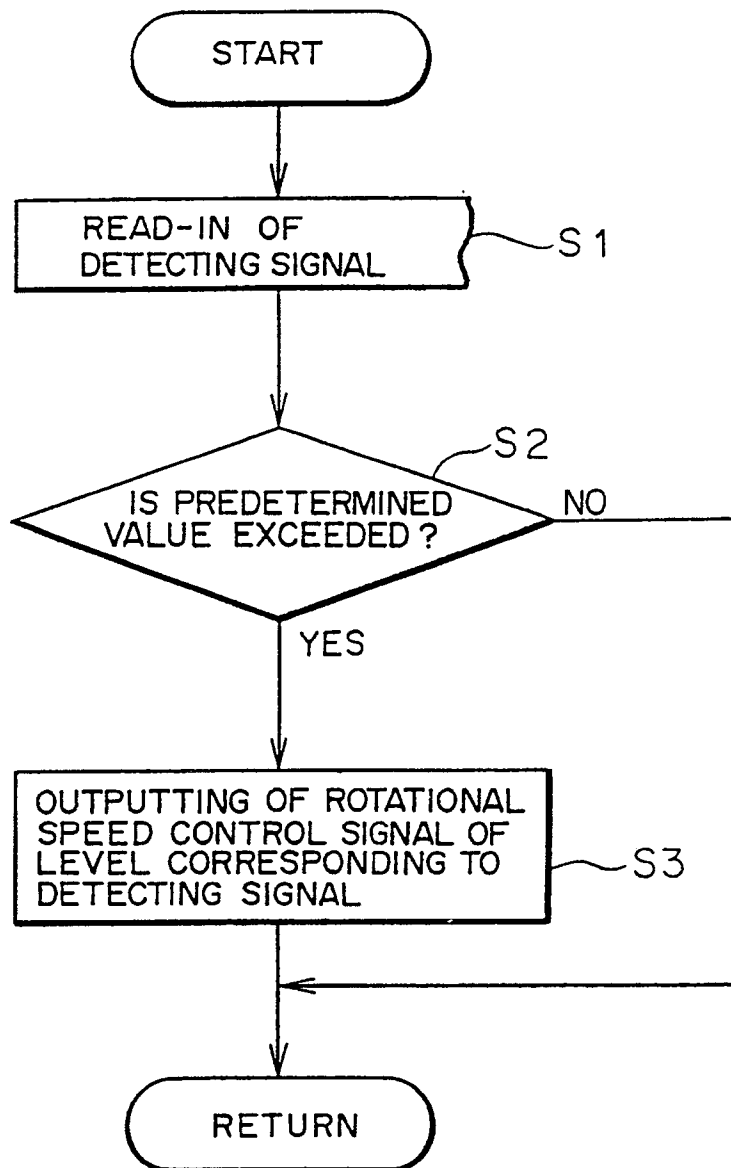 START
READ-IN OF
DETECTING SIGNAL
S1
S2
IS PREDETERMINED
VALUE EXCEEDED?
NO
YES
OUTPUTTING OF ROTATIONAL
SPEED CONTROL SIGNAL OF
LEVEL CORRESPONDING TO
DETECTING SIGNAL
S3
RETURN